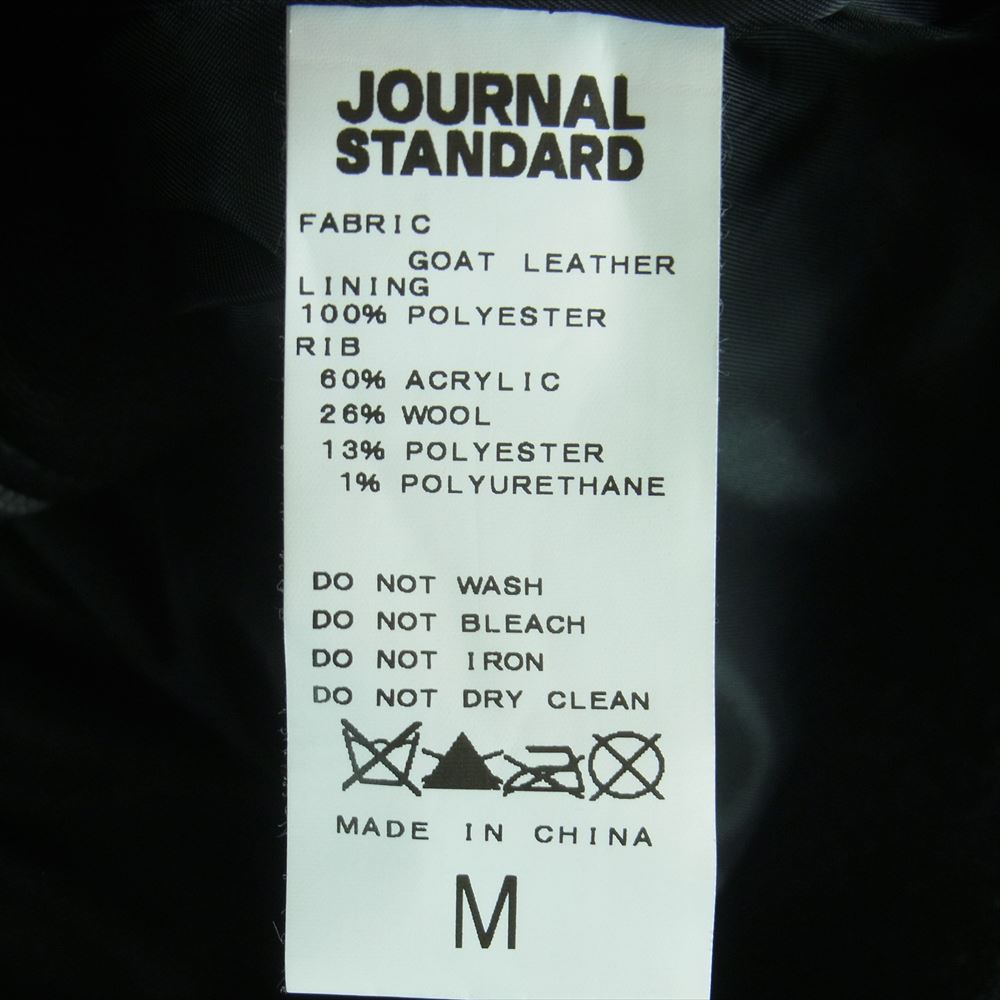 JOURNAL
STANDARD
FABRIC
GOAT LEATHER
LINING
100% POLYESTER
RIB
60% ACRYLIC
26% WOOL
13% POLYESTER
1% POLYURETHANE
DO NOT WASH
DO NOT BLEACH
DO NOT IRON
DO NOT DRY CLEAN
MADE IN CHINA
M